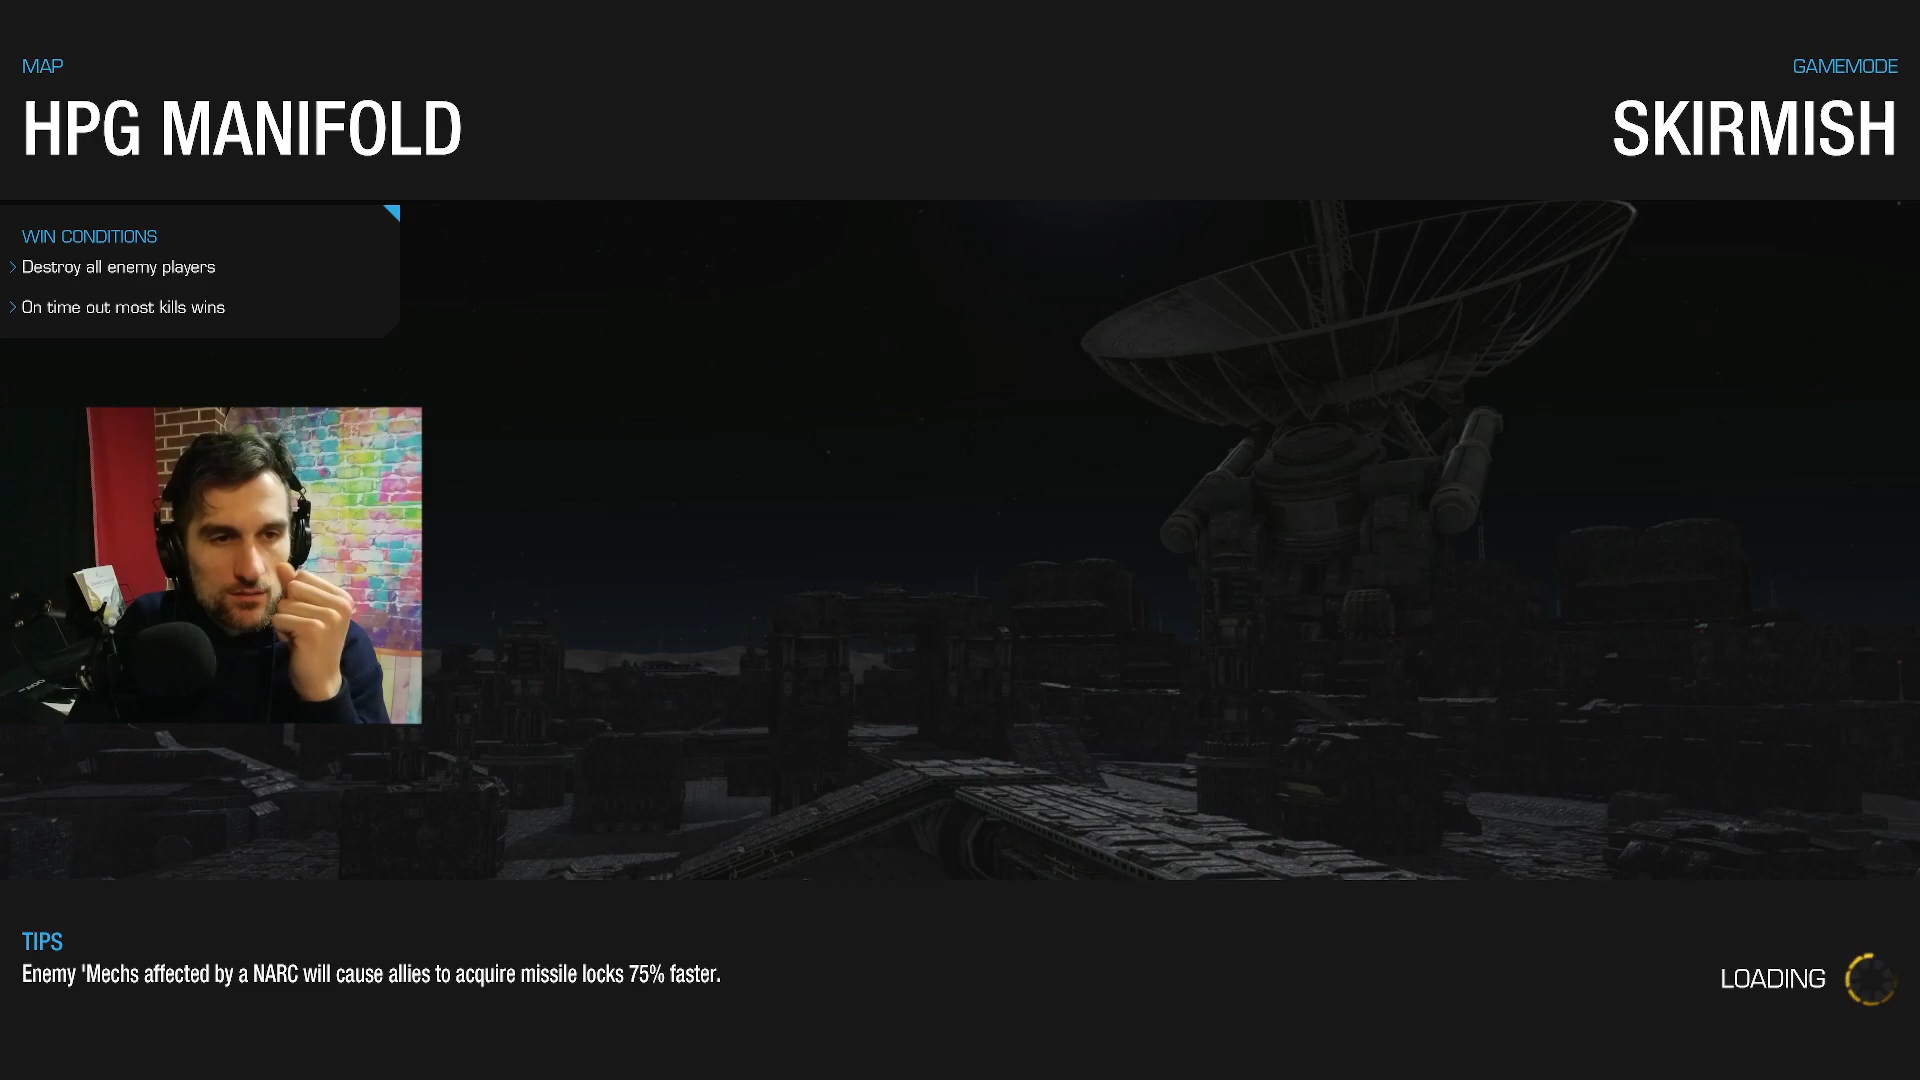 MAP
HPG MANIFOLD
GAMEMODE
SKIRMISH
WIN CONDITIONS
Destroy all enemy players
On time out most kills wins
TIPS
Enemy 'Mechs affected by a NARC will cause allies to acquire missile locks 75% faster.
LOADING